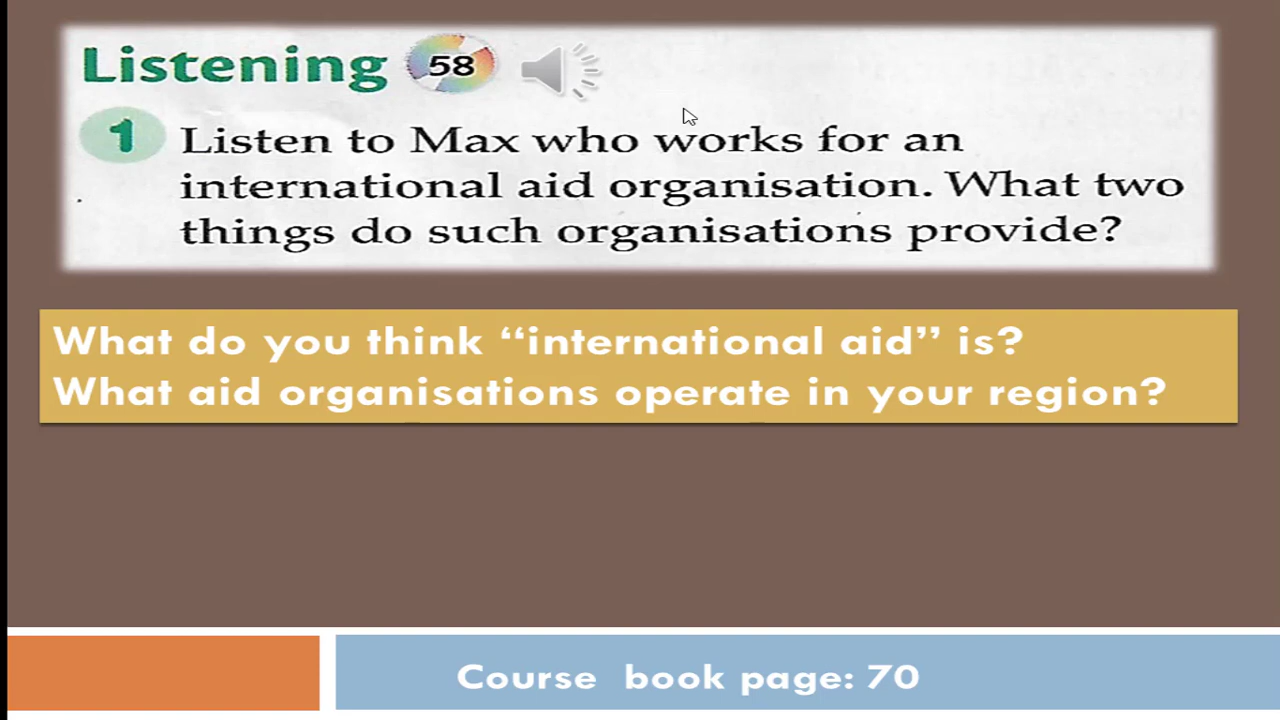 Listening 58
1 Listen to Max who works for an
international aid organisation. What two
things do such organisations provide?
What do you think “international aid” is?
What aid organisations operate in your region?
Course book page: 70